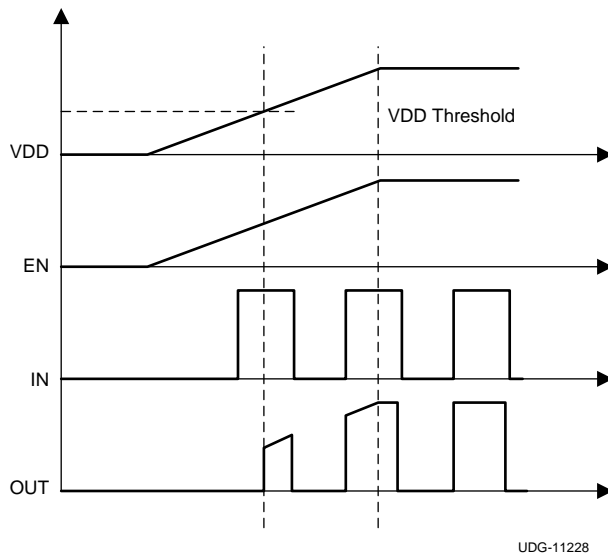 VDD Threshold
VDD
EN
IN
OUT
UDG-11228